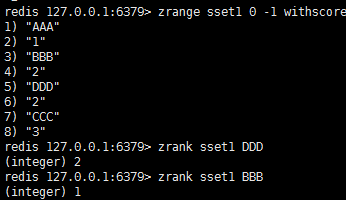 redis 127.0.0.1:6379> zrange sset1 0 -1 withscore
1) "AAA"
2) "1"
3) "BBB"
4) "2"
5) "DDD"
6) "2"
7) "CCC"
8) "3"
redis 127.0.0.1:6379> zrank sset1 DDD
(integer) 2
redis 127.0.0.1:6379> zrank sset1 BBB
(integer) 1